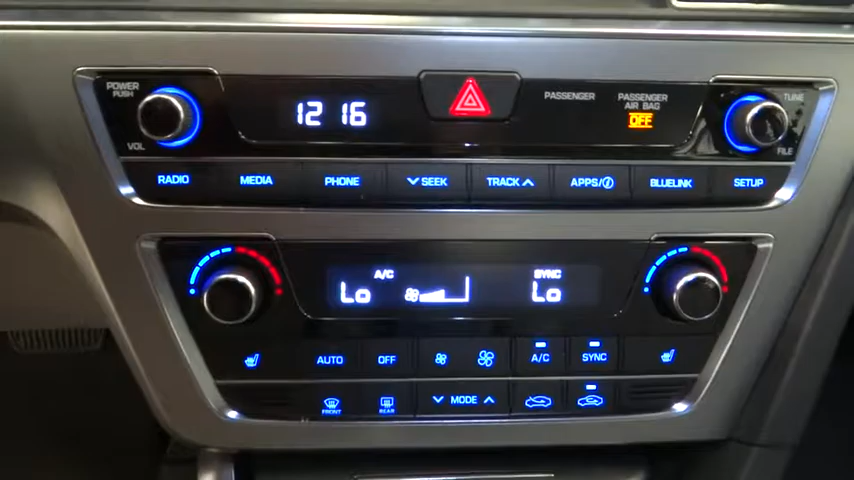 POWER
PUSH
VOL
12 16
PASSENGER
PASSENGER
AIR BAG
OFF
TUNE
FILE
RADIO
MEDIA
PHONE
SEEK
TRACK
APPS/i
BLUELINK
SETUP
A/C
Lo
SYNC
Lo
AUTO
OFF
A/C
SYNC
FRONT
REAR
MODE